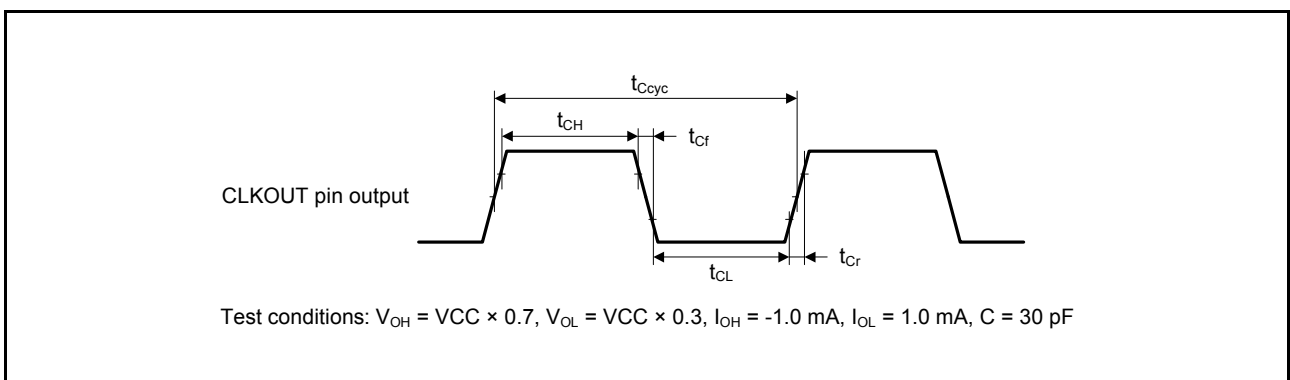 tCcyc
tCH
tCf
CLKOUT pin output
tCL
tCr
Test conditions: VOH = VCC × 0.7, VOL = VCC × 0.3, IOH = -1.0 mA, IOL = 1.0 mA, C = 30 pF